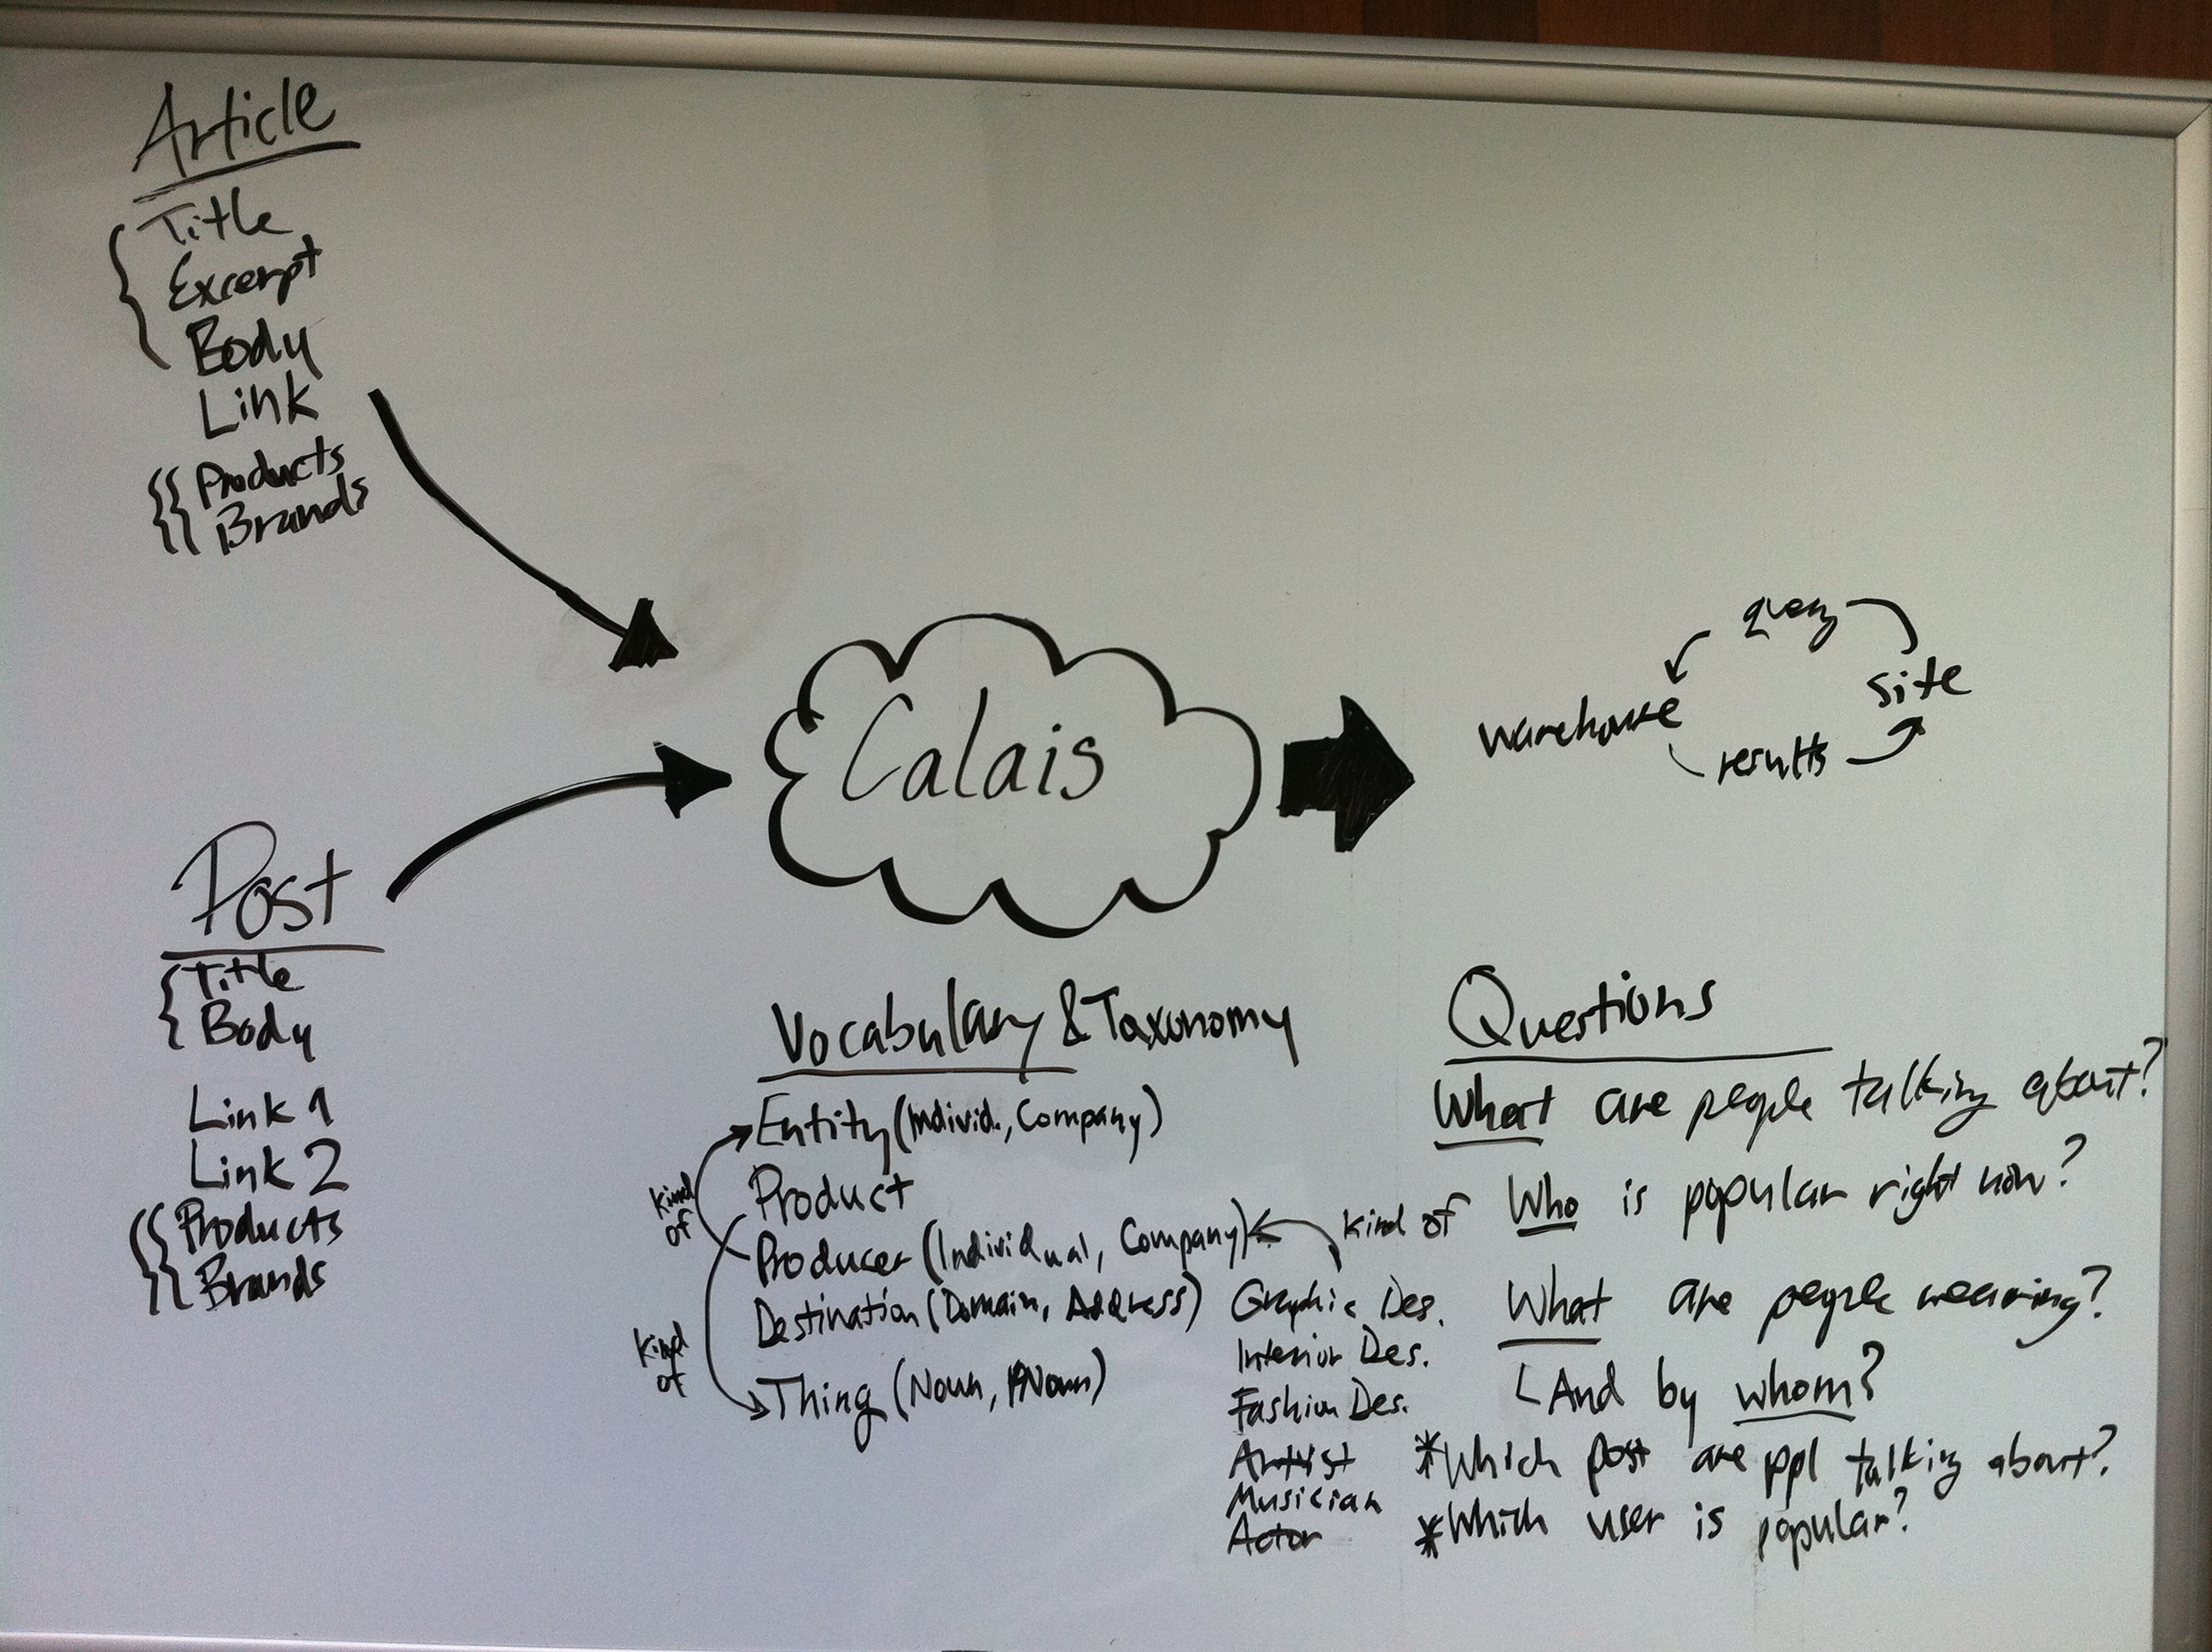 Article
Title
Excerpt
Body
Link
Products
Brands
Post
Title
Body
Link 1
Link 2
Products
Brands
Calais
query
site
warehouse
results
Vocabulary & Taxonomy
Entity (Individ., Company)
Product
Producer (Individual, Company)
Destination (Domain, Address)
Thing (Noun, PNoun)
kind
of
kind
of
kind of
Graphic Des.
Interior Des.
Fashion Des.
Artist
Musician
Actor
Questions
What are people talking about?
Who is popular right now?
What are people wearing?
And by whom?
*Which post are ppl talking about?
*Which user is popular?